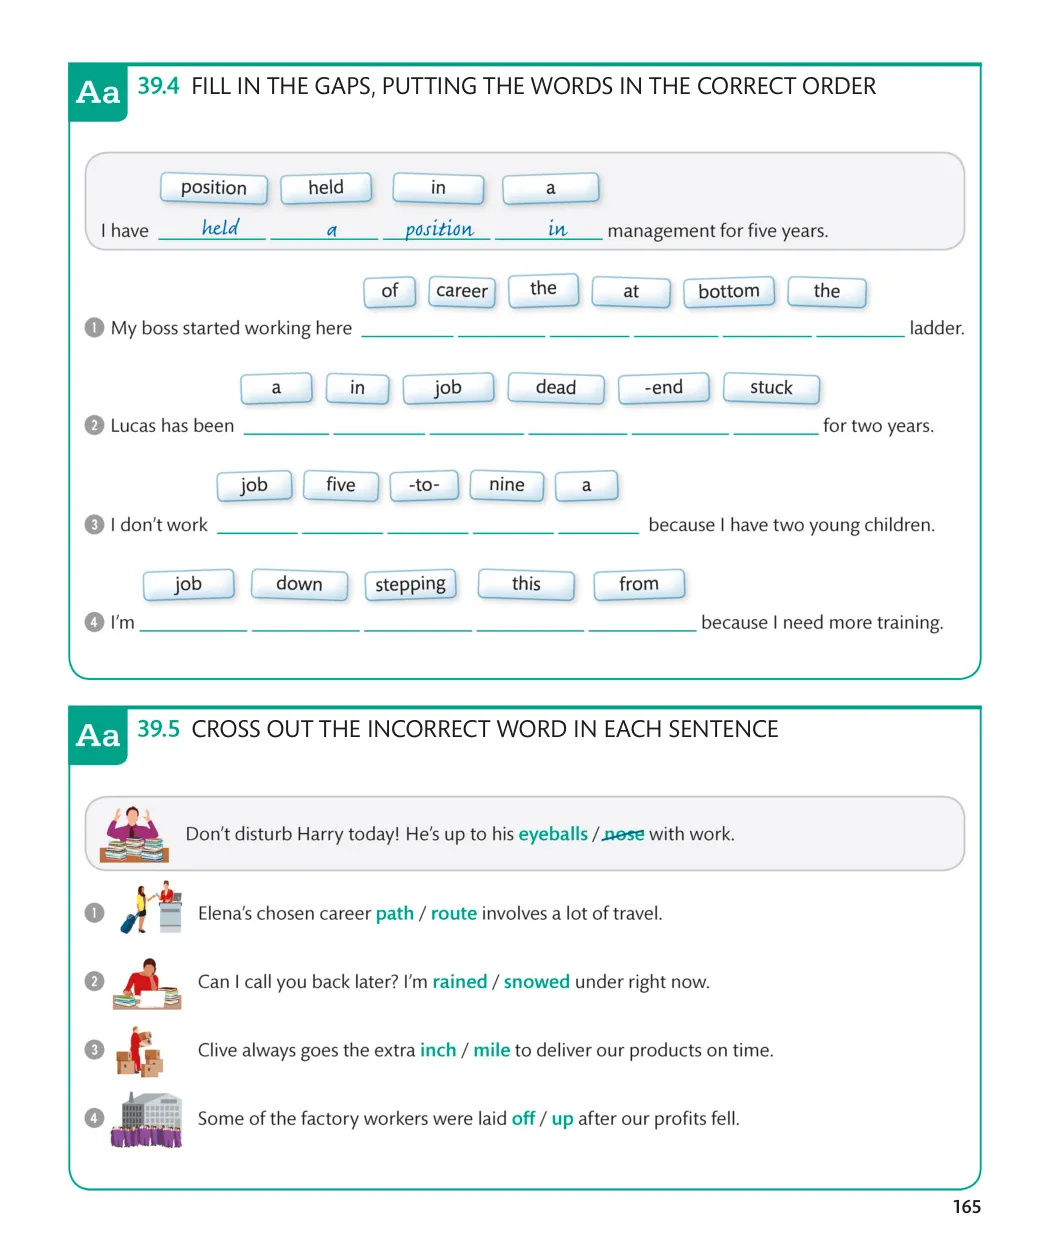 Aa 39.4 FILL IN THE GAPS, PUTTING THE WORDS IN THE CORRECT ORDER
position held in a
I have held a position in management for five years.
of career the at bottom the
1 My boss started working here ladder.
a in job dead -end stuck
2 Lucas has been for two years.
job five -to- nine a
3 I don't work because I have two young children.
job down stepping this from
4 I'm because I need more training.
Aa 39.5 CROSS OUT THE INCORRECT WORD IN EACH SENTENCE
Don't disturb Harry today! He's up to his eyeballs / nose with work.
1 Elena's chosen career path / route involves a lot of travel.
2 Can I call you back later? I'm rained / snowed under right now.
3 Clive always goes the extra inch / mile to deliver our products on time.
4 Some of the factory workers were laid off / up after our profits fell.
165